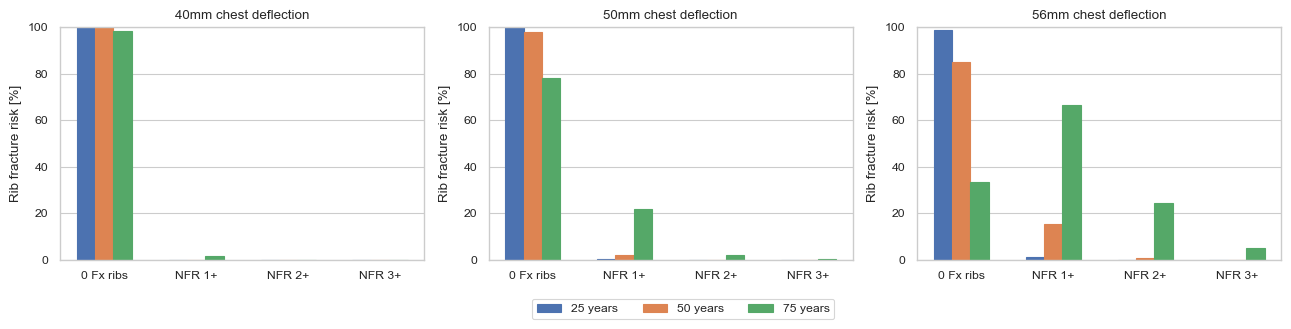 40mm chest deflection
Rib fracture risk [%]
100
80
60
40
20
0
0 Fx ribs NFR 1+ NFR 2+ NFR 3+
50mm chest deflection
Rib fracture risk [%]
100
80
60
40
20
0
0 Fx ribs NFR 1+ NFR 2+ NFR 3+
56mm chest deflection
Rib fracture risk [%]
100
80
60
40
20
0
0 Fx ribs NFR 1+ NFR 2+ NFR 3+
25 years 50 years 75 years